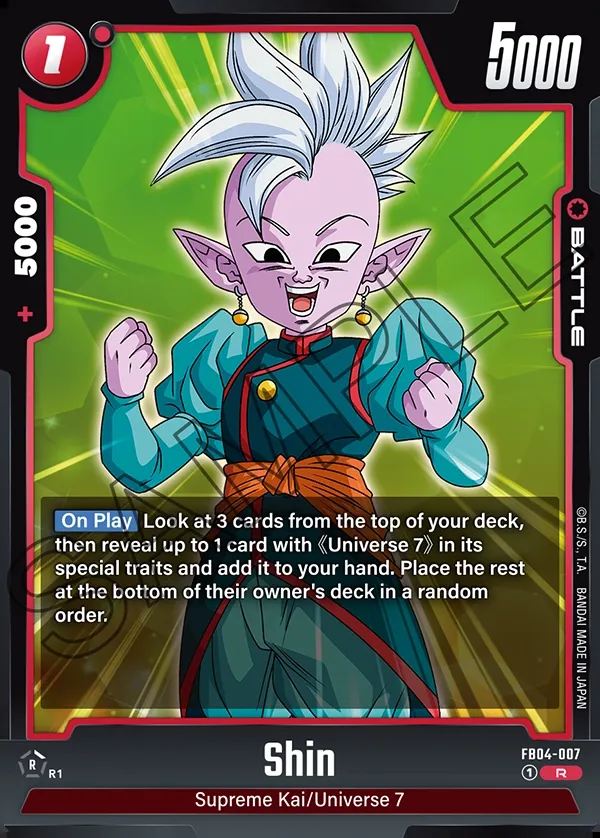 1
5000
+ 5000
BATTLE
SAMPLE
On Play Look at 3 cards from the top of your deck,
then reveal up to 1 card with 《Universe 7》 in its
special traits and add it to your hand. Place the rest
at the bottom of their owner's deck in a random
order.
©B.S./S., T.A. BANDAI MADE IN JAPAN
Shin
FB04-007
R R1
1 R
Supreme Kai/Universe 7